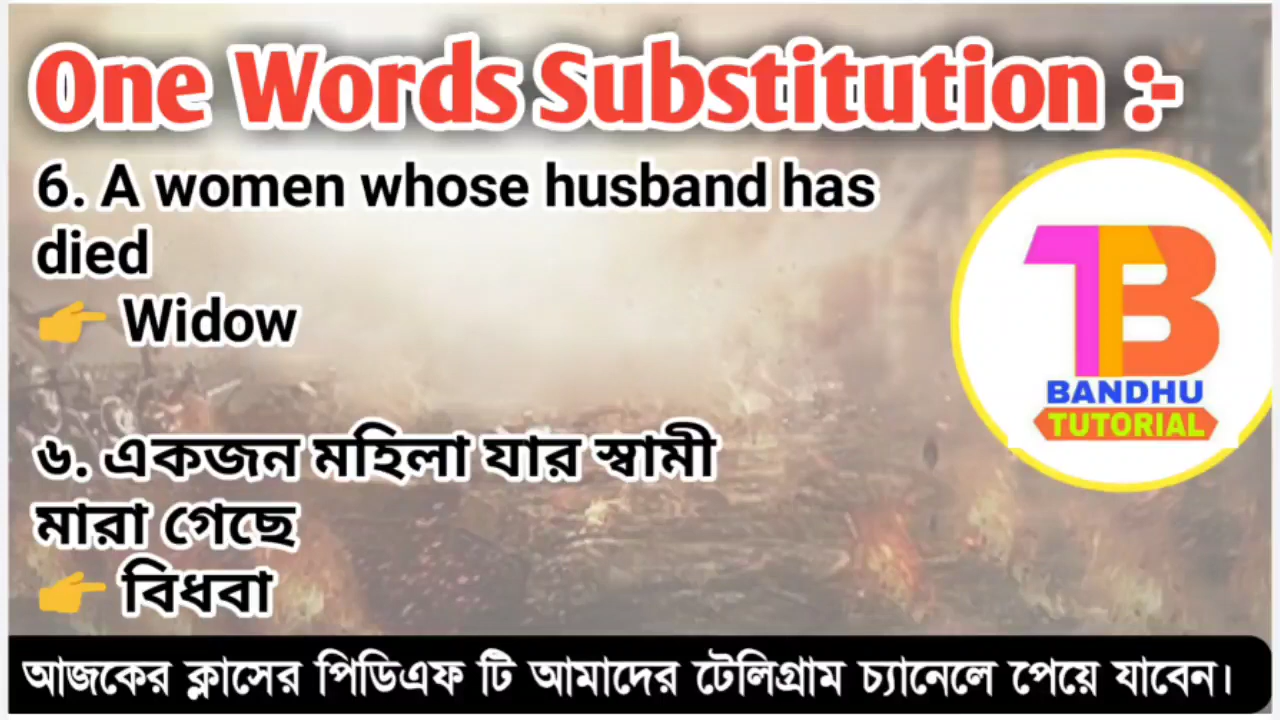 One Words Substitution :-
6. A women whose husband has
died
👉 Widow
TB
BANDHU
TUTORIAL
৬. একজন মহিলা যার স্বামী
মারা গেছে
👉 বিধবা
আজকের ক্লাসের পিডিএফ টি আমাদের টেলিগ্রাম চ্যানেলে পেয়ে যাবেন।